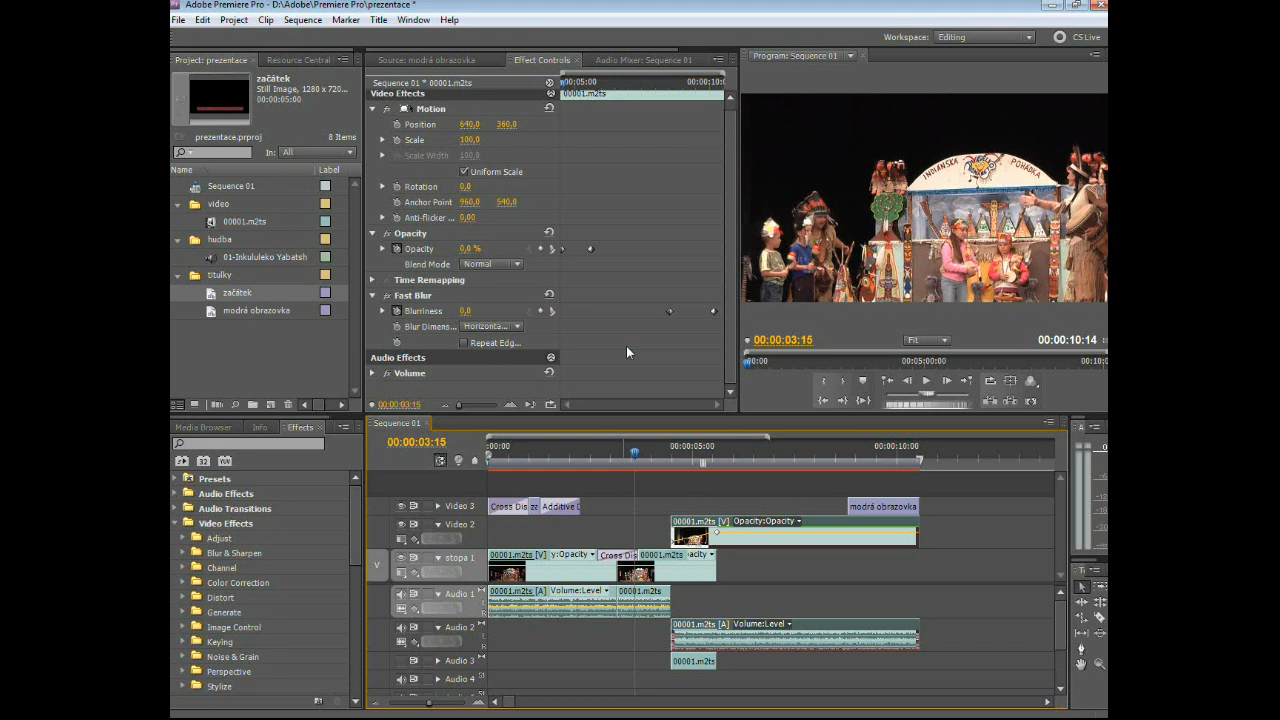 Adobe Premiere Pro - D:\Adobe\Premiere Pro\prezentace *
File Edit Project Clip Sequence Marker Title Window Help
Workspace: Editing CS Live
Project: prezentace Resource Central
začátek
Still Image, 1280 x 720...
00:00:05:00
prezentace.prproj 8 Items
In: All
Name Label
Sequence 01
video
00001.m2ts
hudba
01-Inkululeko Yabatsh
titulky
začátek
modrá obrazovka
Source: modrá obrazovka Effect Controls Audio Mixer: Sequence 01
Sequence 01 * 00001.m2ts
00:05:00 00:00:10:0
00001.m2ts
Video Effects
Motion
Position 640,0 360,0
Scale 100,0
Scale Width 100,0
Uniform Scale
Rotation 0,0
Anchor Point 960,0 540,0
Anti-flicker ... 0,00
Opacity
Opacity 0,0 %
Blend Mode Normal
Time Remapping
Fast Blur
Blurriness 0,0
Blur Dimens... Horizonta...
Repeat Edg...
Audio Effects
Volume
00:00:03:15
Program: Sequence 01
INDIÁNSKÁ POHÁDKA
00:00:03:15 Fit 00:00:10:14
00:00 00:05:00:00 00:10:
Media Browser Info Effects
Presets
Audio Effects
Audio Transitions
Video Effects
Adjust
Blur & Sharpen
Channel
Color Correction
Distort
Generate
Image Control
Keying
Noise & Grain
Perspective
Stylize
Sequence 01
00:00:03:15
:00:00 00:00:05:00 00:00:10:00
Video 3 Cross Dis zz Additive D modrá obrazovka
Video 2 00001.m2ts [V] Opacity:Opacity
stopa 1 00001.m2ts [V] y:Opacity Cross Dis 00001.m2ts acity
V
Audio 1 00001.m2ts [A] Volume:Level 00001.m2ts
Audio 2 00001.m2ts [A] Volume:Level
Audio 3 00001.m2ts
Audio 4